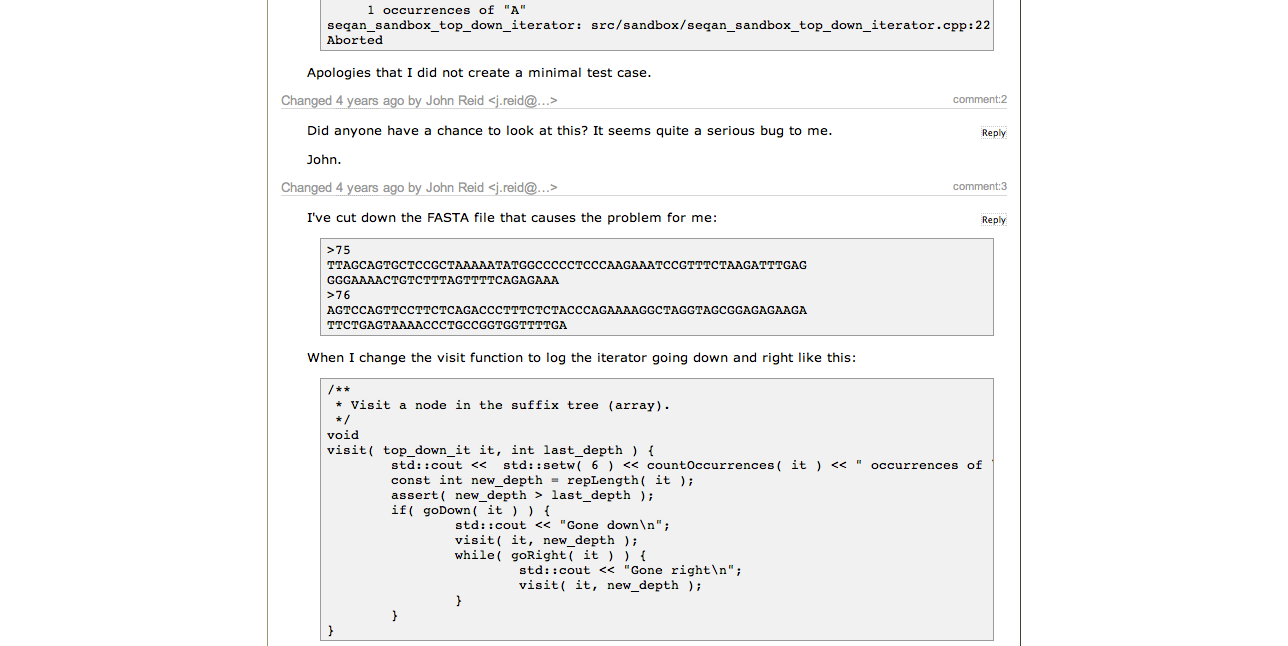 1 occurrences of "A"
seqan_sandbox_top_down_iterator: src/sandbox/seqan_sandbox_top_down_iterator.cpp:22
Aborted
Apologies that I did not create a minimal test case.
Changed 4 years ago by John Reid <j.reid@...>
comment:2
Did anyone have a chance to look at this? It seems quite a serious bug to me.
Reply
John.
Changed 4 years ago by John Reid <j.reid@...>
comment:3
I've cut down the FASTA file that causes the problem for me:
Reply
>75
TTAGCAGTGCTCCGCTAAAAATATGGCCCCCTCCCAAGAAATCCGTTTCTAAGATTTGAG
GGGAAAACTGTCTTTAGTTTTCAGAGAAA
>76
AGTCCAGTTCCTTCTCAGACCCTTTCTCTACCCAGAAAAGGCTAGGTAGCGGAGAGAAGA
TTCTGAGTAAAACCCTGCCGGTGGTTTTGA
When I change the visit function to log the iterator going down and right like this:
/**
 * Visit a node in the suffix tree (array).
 */
void
visit( top_down_it it, int last_depth ) {
        std::cout <<  std::setw( 6 ) << countOccurrences( it ) << " occurrences of
        const int new_depth = repLength( it );
        assert( new_depth > last_depth );
        if( goDown( it ) ) {
                std::cout << "Gone down\n";
                visit( it, new_depth );
                while( goRight( it ) ) {
                        std::cout << "Gone right\n";
                        visit( it, new_depth );
                }
        }
}